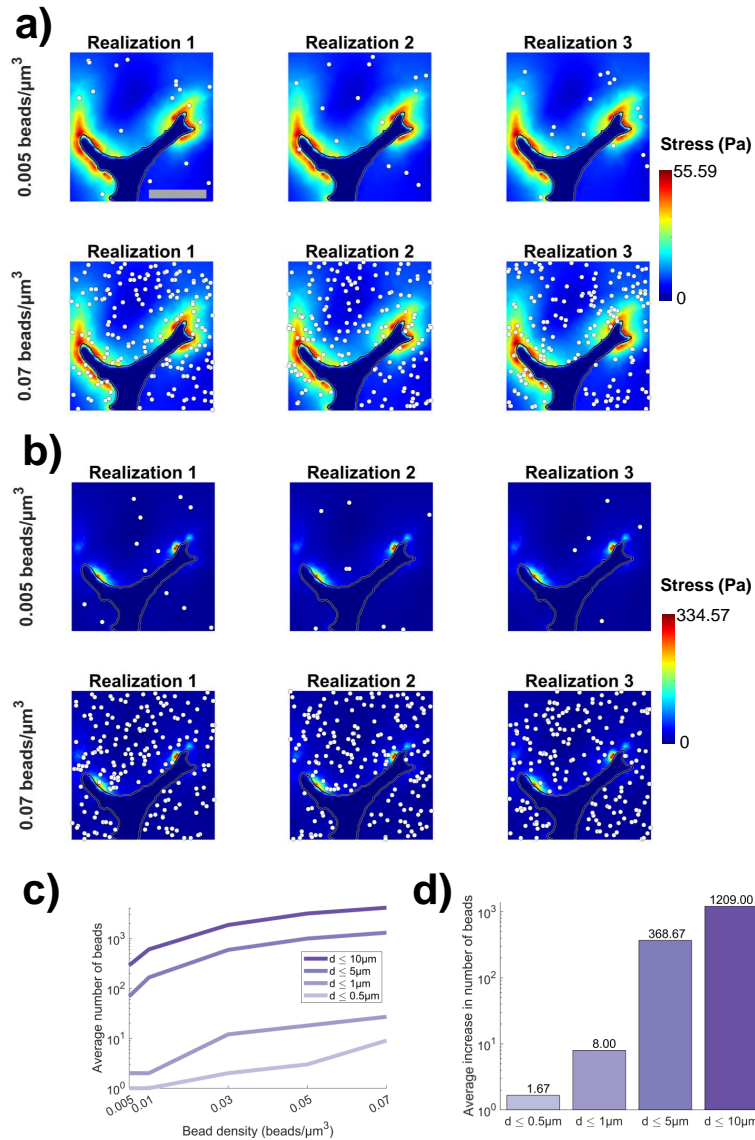 a)
Realization 1 Realization 2 Realization 3
0.005 beads/µm³
Stress (Pa)
55.59
0
Realization 1 Realization 2 Realization 3
0.07 beads/µm³
b)
Realization 1 Realization 2 Realization 3
0.005 beads/µm³
Stress (Pa)
334.57
0
Realization 1 Realization 2 Realization 3
0.07 beads/µm³
c)
Average number of beads
10³
10²
10¹
10⁰
d ≤ 10µm
d ≤ 5µm
d ≤ 1µm
d ≤ 0.5µm
0.005 0.01 0.03 0.05 0.07
Bead density (beads/µm³)
d)
Average increase in number of beads
10³
10²
10¹
10⁰
1.67 8.00 368.67 1209.00
d ≤ 0.5µm d ≤ 1µm d ≤ 5µm d ≤ 10µm